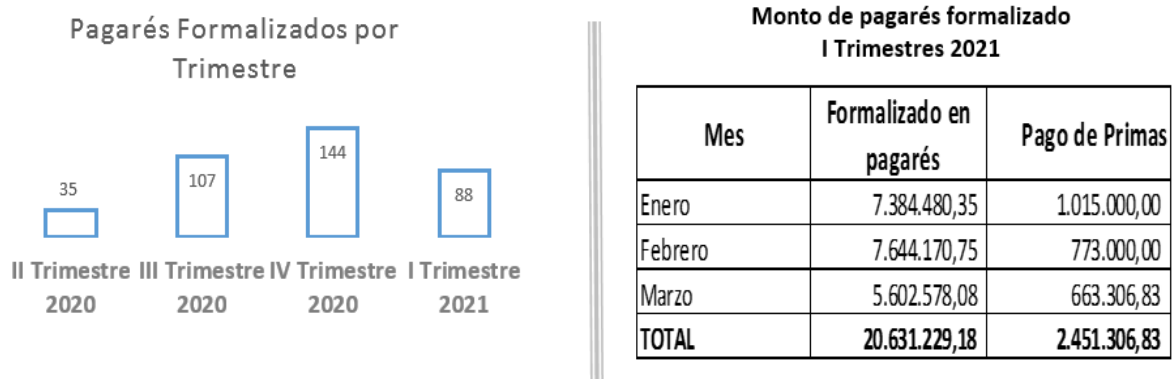 Pagarés Formalizados por
Trimestre
35
107
144
88
II Trimestre III Trimestre IV Trimestre I Trimestre
2020 2020 2020 2021
Monto de pagarés formalizado
I Trimestres 2021
Mes Formalizado en pagarés Pago de Primas
Enero 7.384.480,35 1.015.000,00
Febrero 7.644.170,75 773.000,00
Marzo 5.602.578,08 663.306,83
TOTAL 20.631.229,18 2.451.306,83